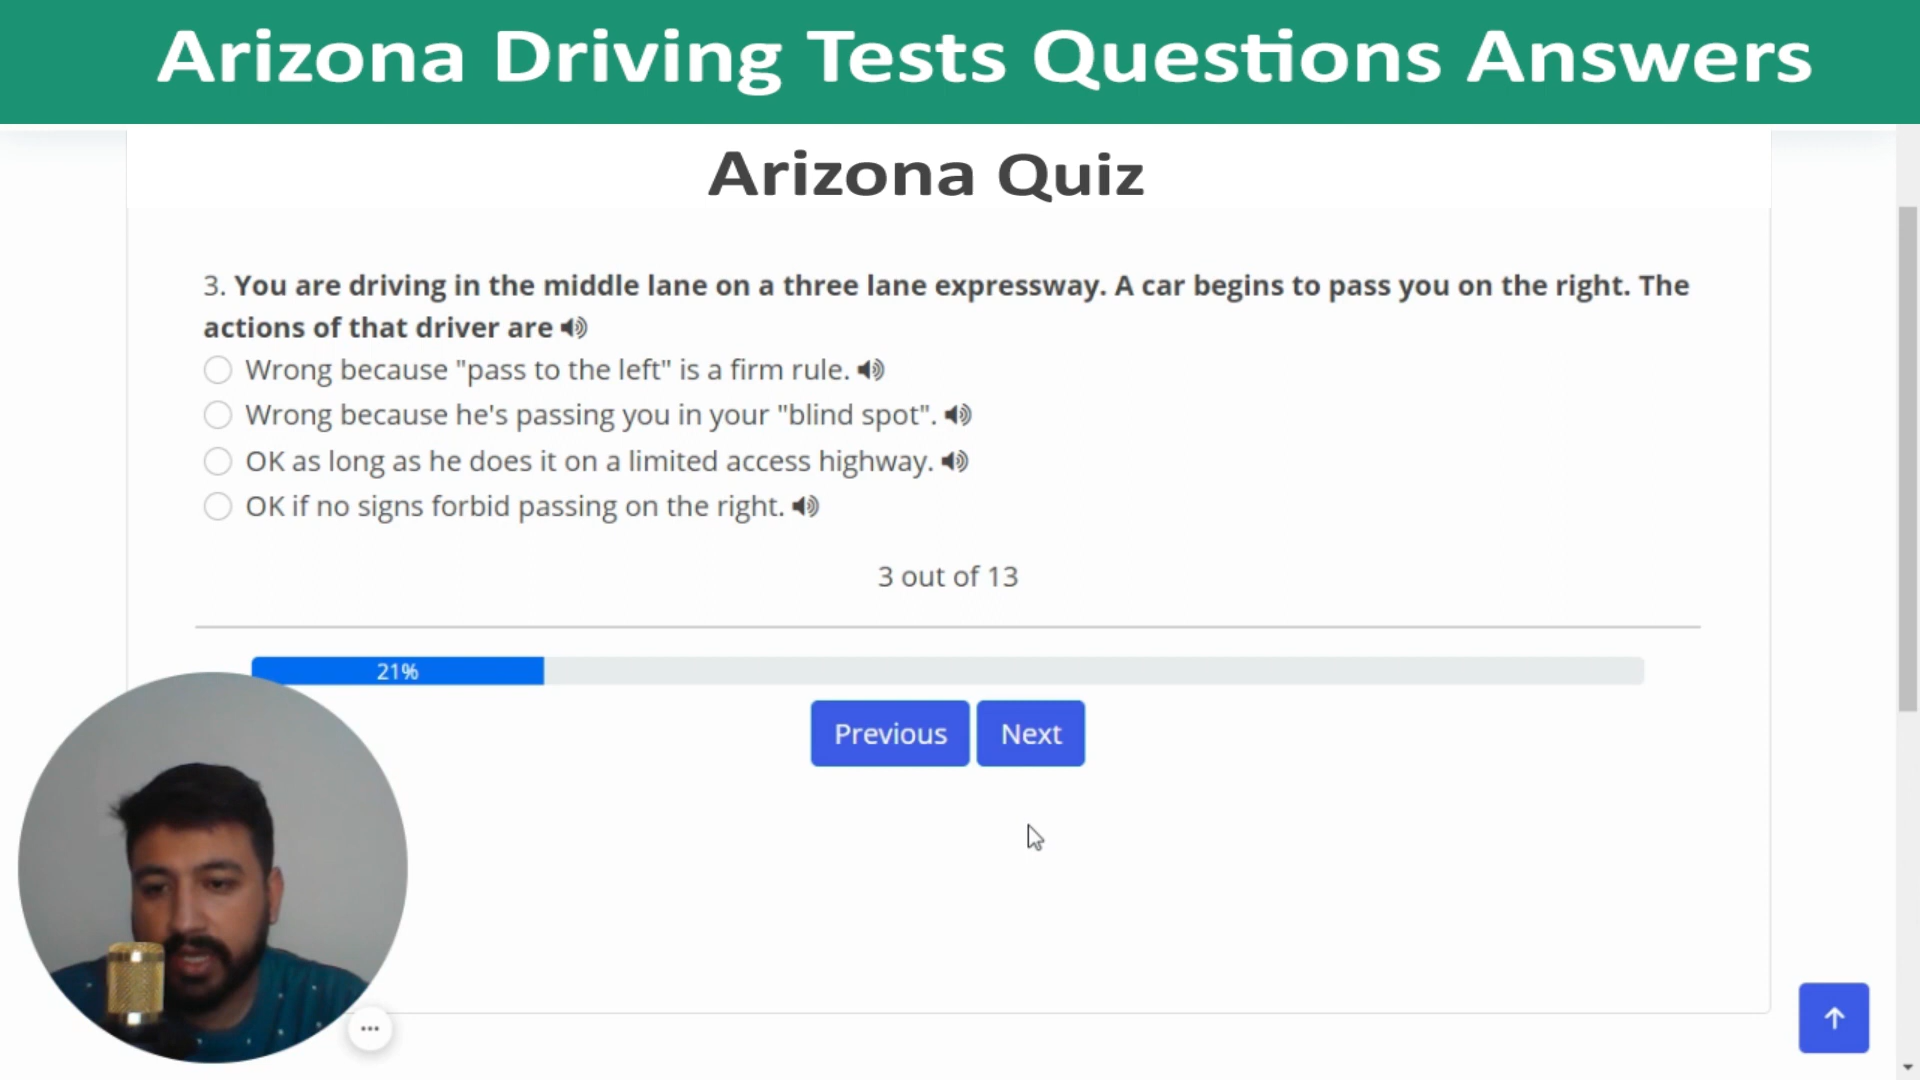 Arizona Driving Tests Questions Answers
Arizona Quiz
3. You are driving in the middle lane on a three lane expressway. A car begins to pass you on the right. The
actions of that driver are
Wrong because "pass to the left" is a firm rule.
Wrong because he's passing you in your "blind spot".
OK as long as he does it on a limited access highway.
OK if no signs forbid passing on the right.
3 out of 13
21%
Previous Next